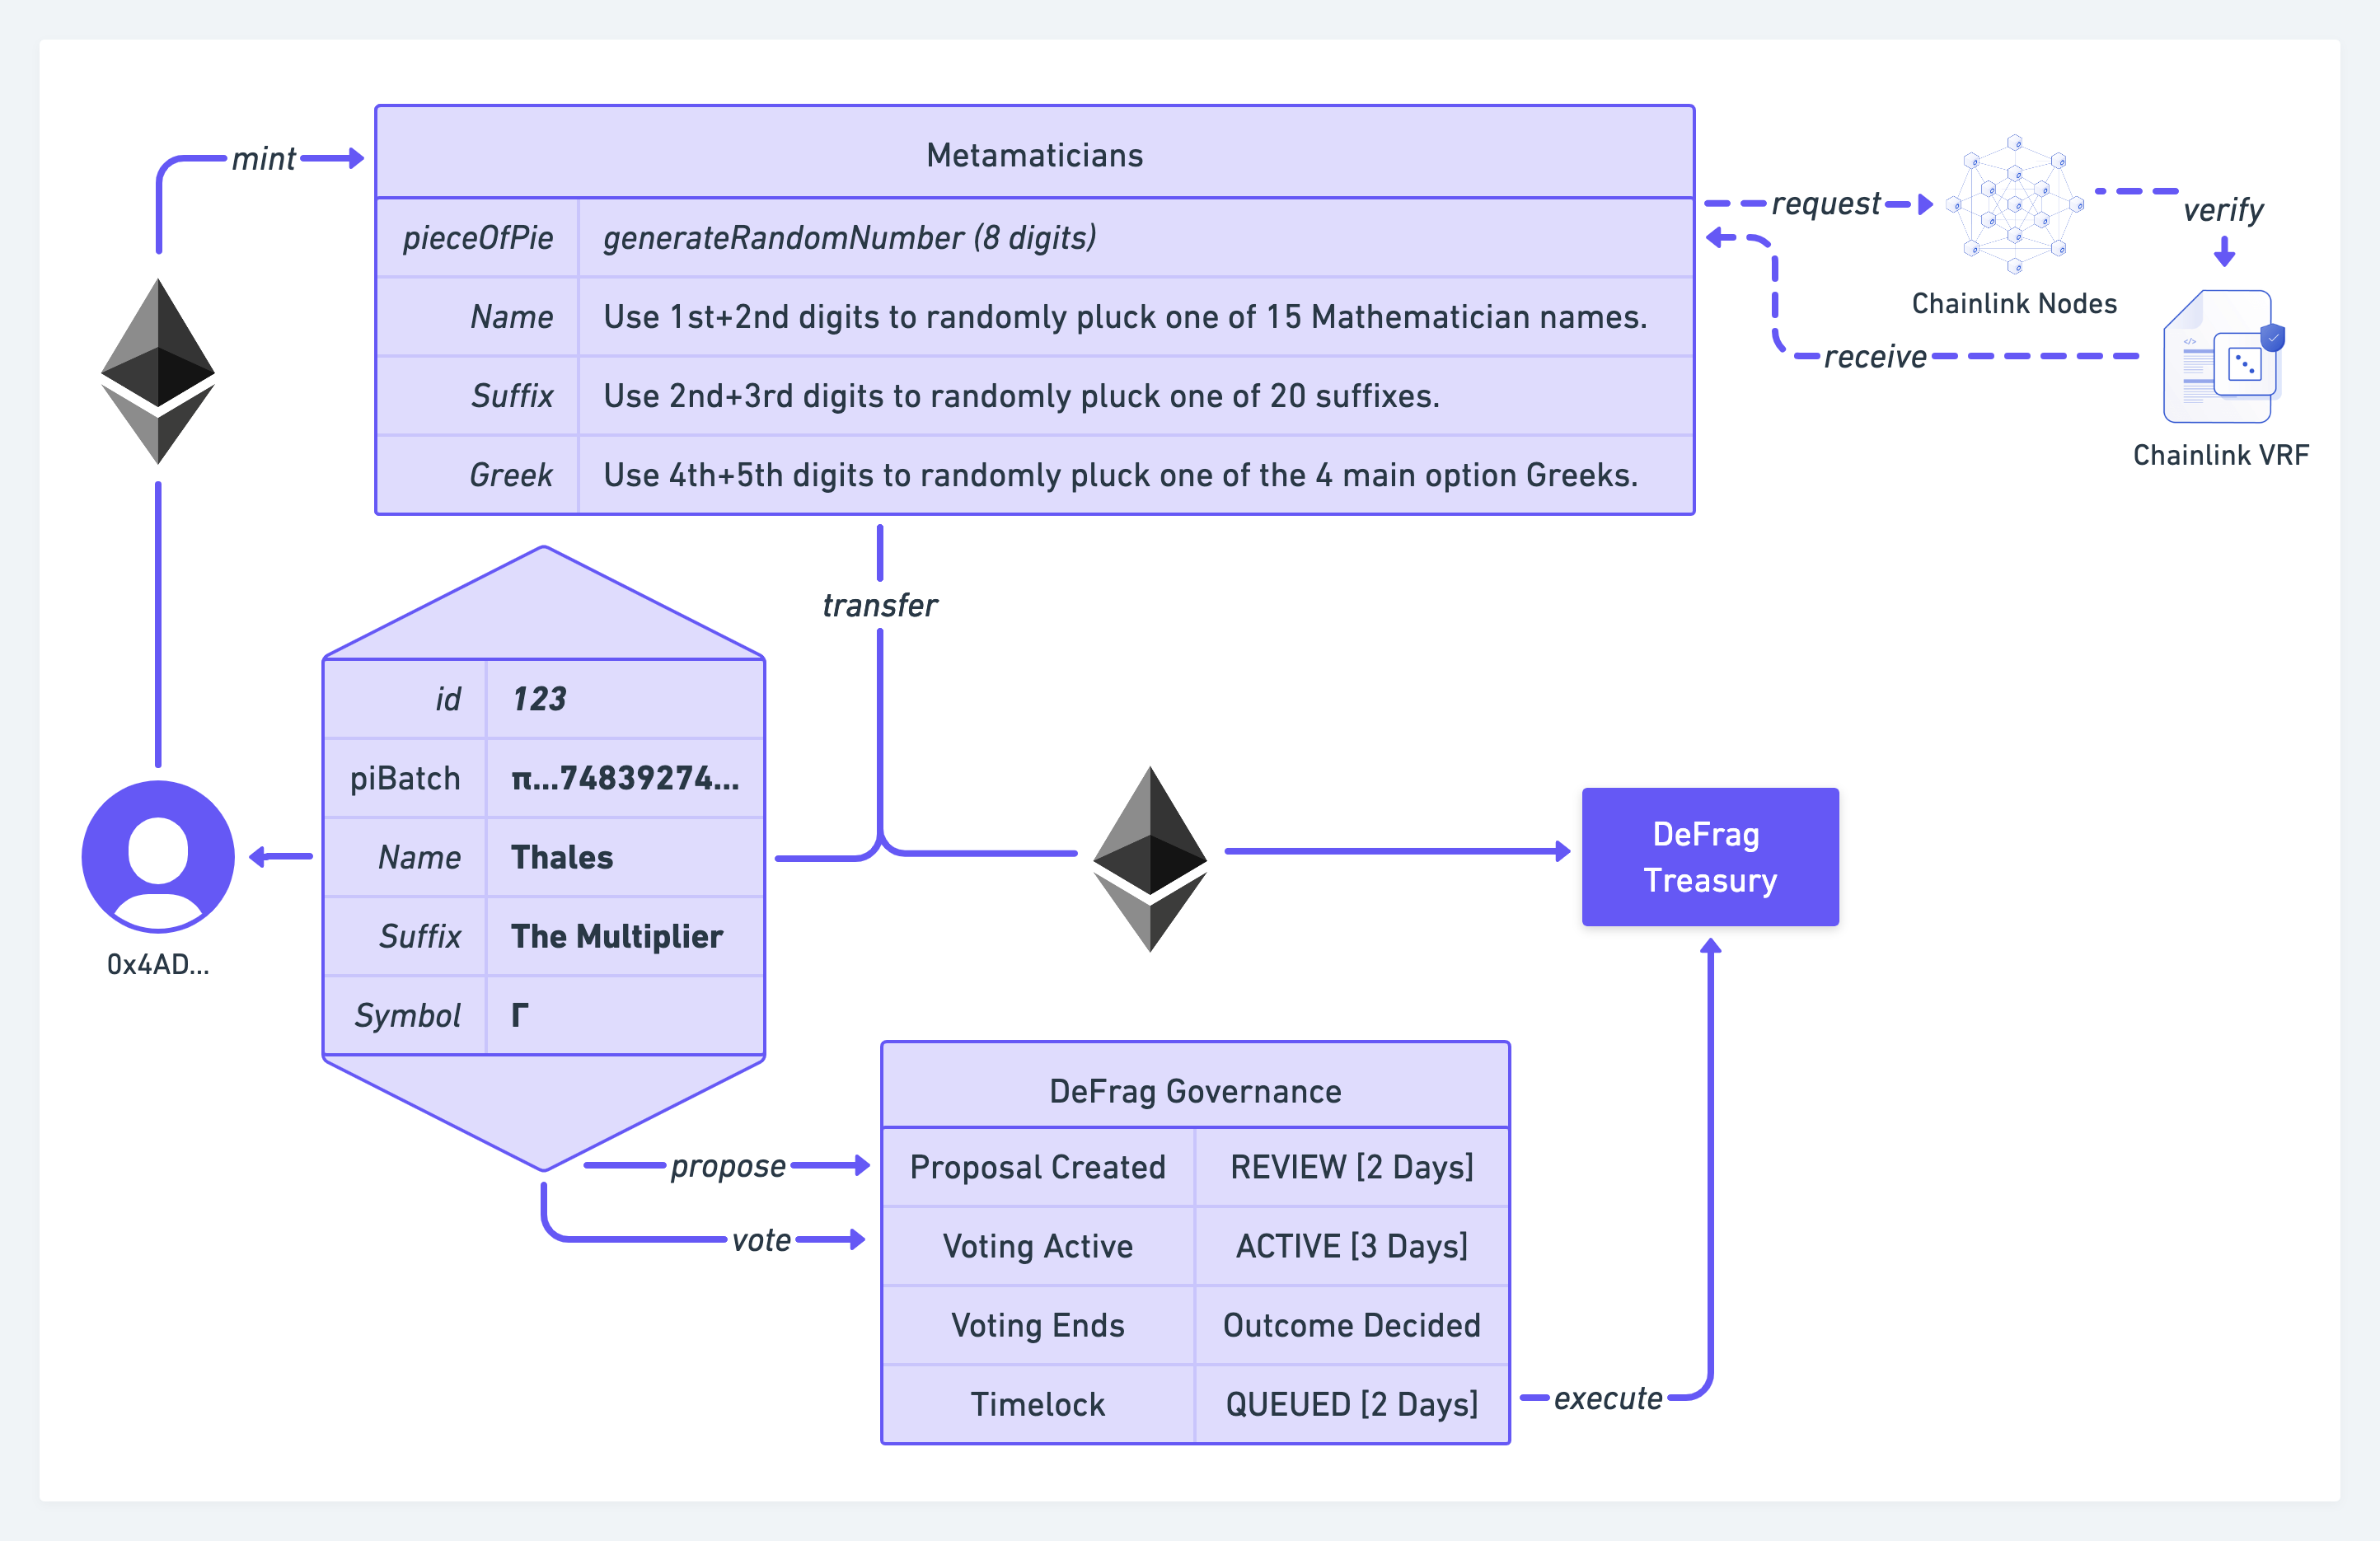 mint
Metamaticians
pieceOfPie generateRandomNumber (8 digits)
Name Use 1st+2nd digits to randomly pluck one of 15 Mathematician names.
Suffix Use 2nd+3rd digits to randomly pluck one of 20 suffixes.
Greek Use 4th+5th digits to randomly pluck one of the 4 main option Greeks.
request
verify
Chainlink Nodes
receive
</>
Chainlink VRF
transfer
id 123
piBatch π...74839274...
Name Thales
Suffix The Multiplier
Symbol Γ
0x4AD...
DeFrag
Treasury
propose
vote
DeFrag Governance
Proposal Created REVIEW [2 Days]
Voting Active ACTIVE [3 Days]
Voting Ends Outcome Decided
Timelock QUEUED [2 Days]
execute